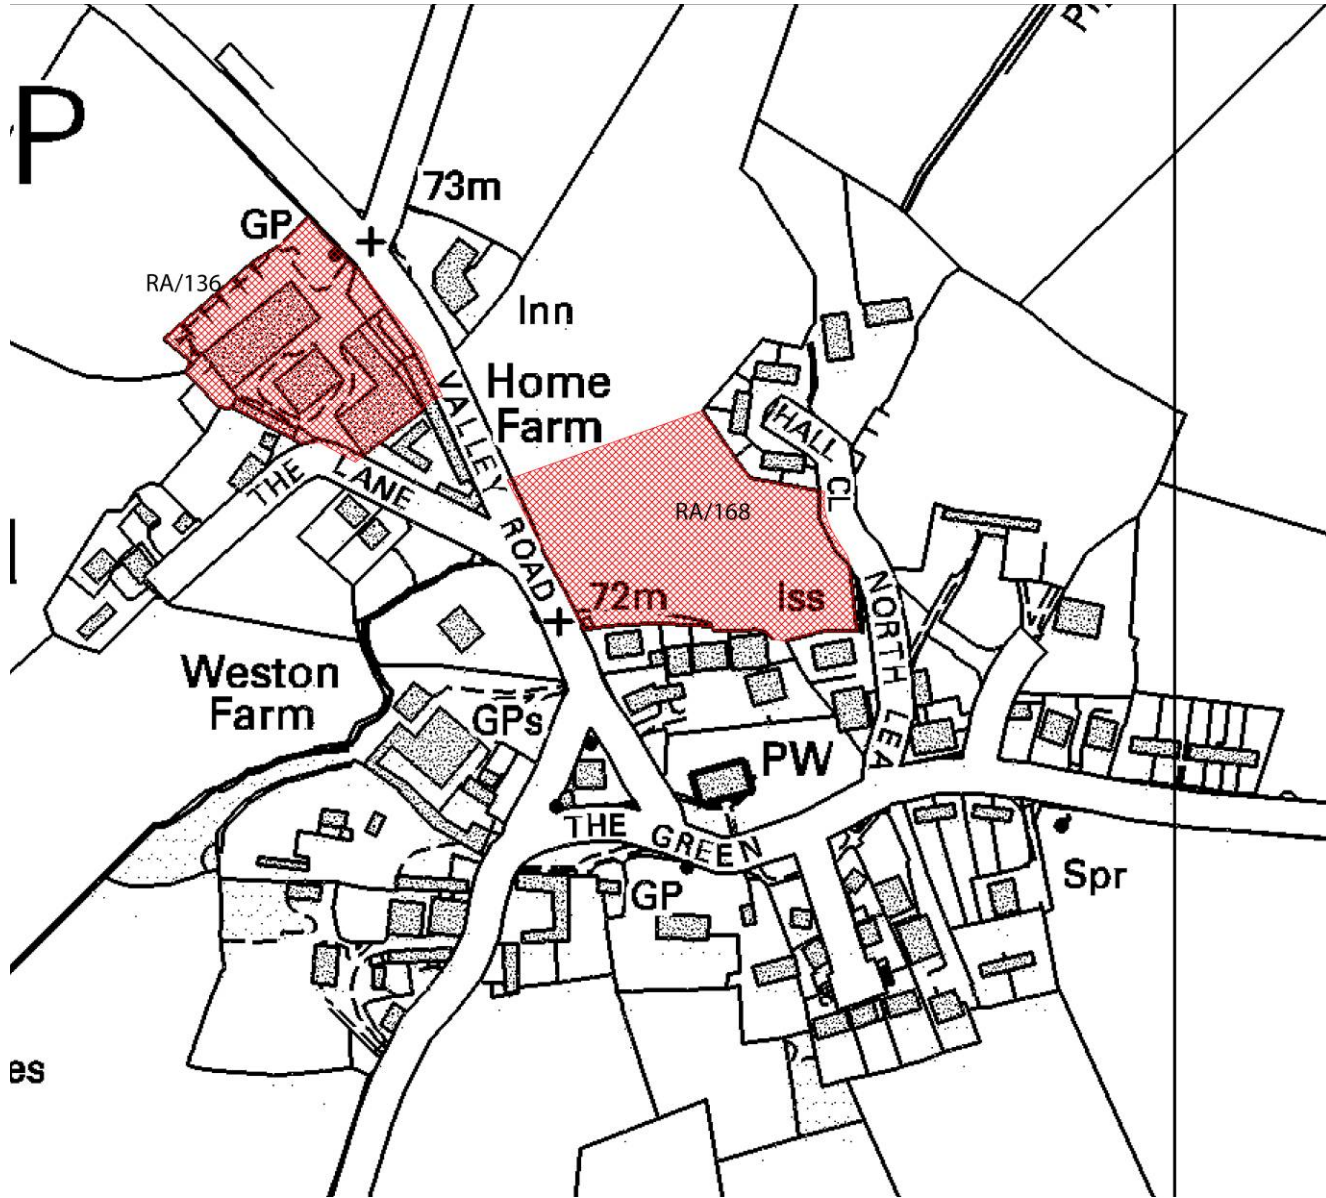 P
73m
GP
RA/136
Inn
Home
Farm
VALLEY ROAD
HALL CL
THE LANE
RA/168
72m
Iss
NORTH LEA
Weston
Farm
GPs
PW
THE GREEN
GP
Spr
es